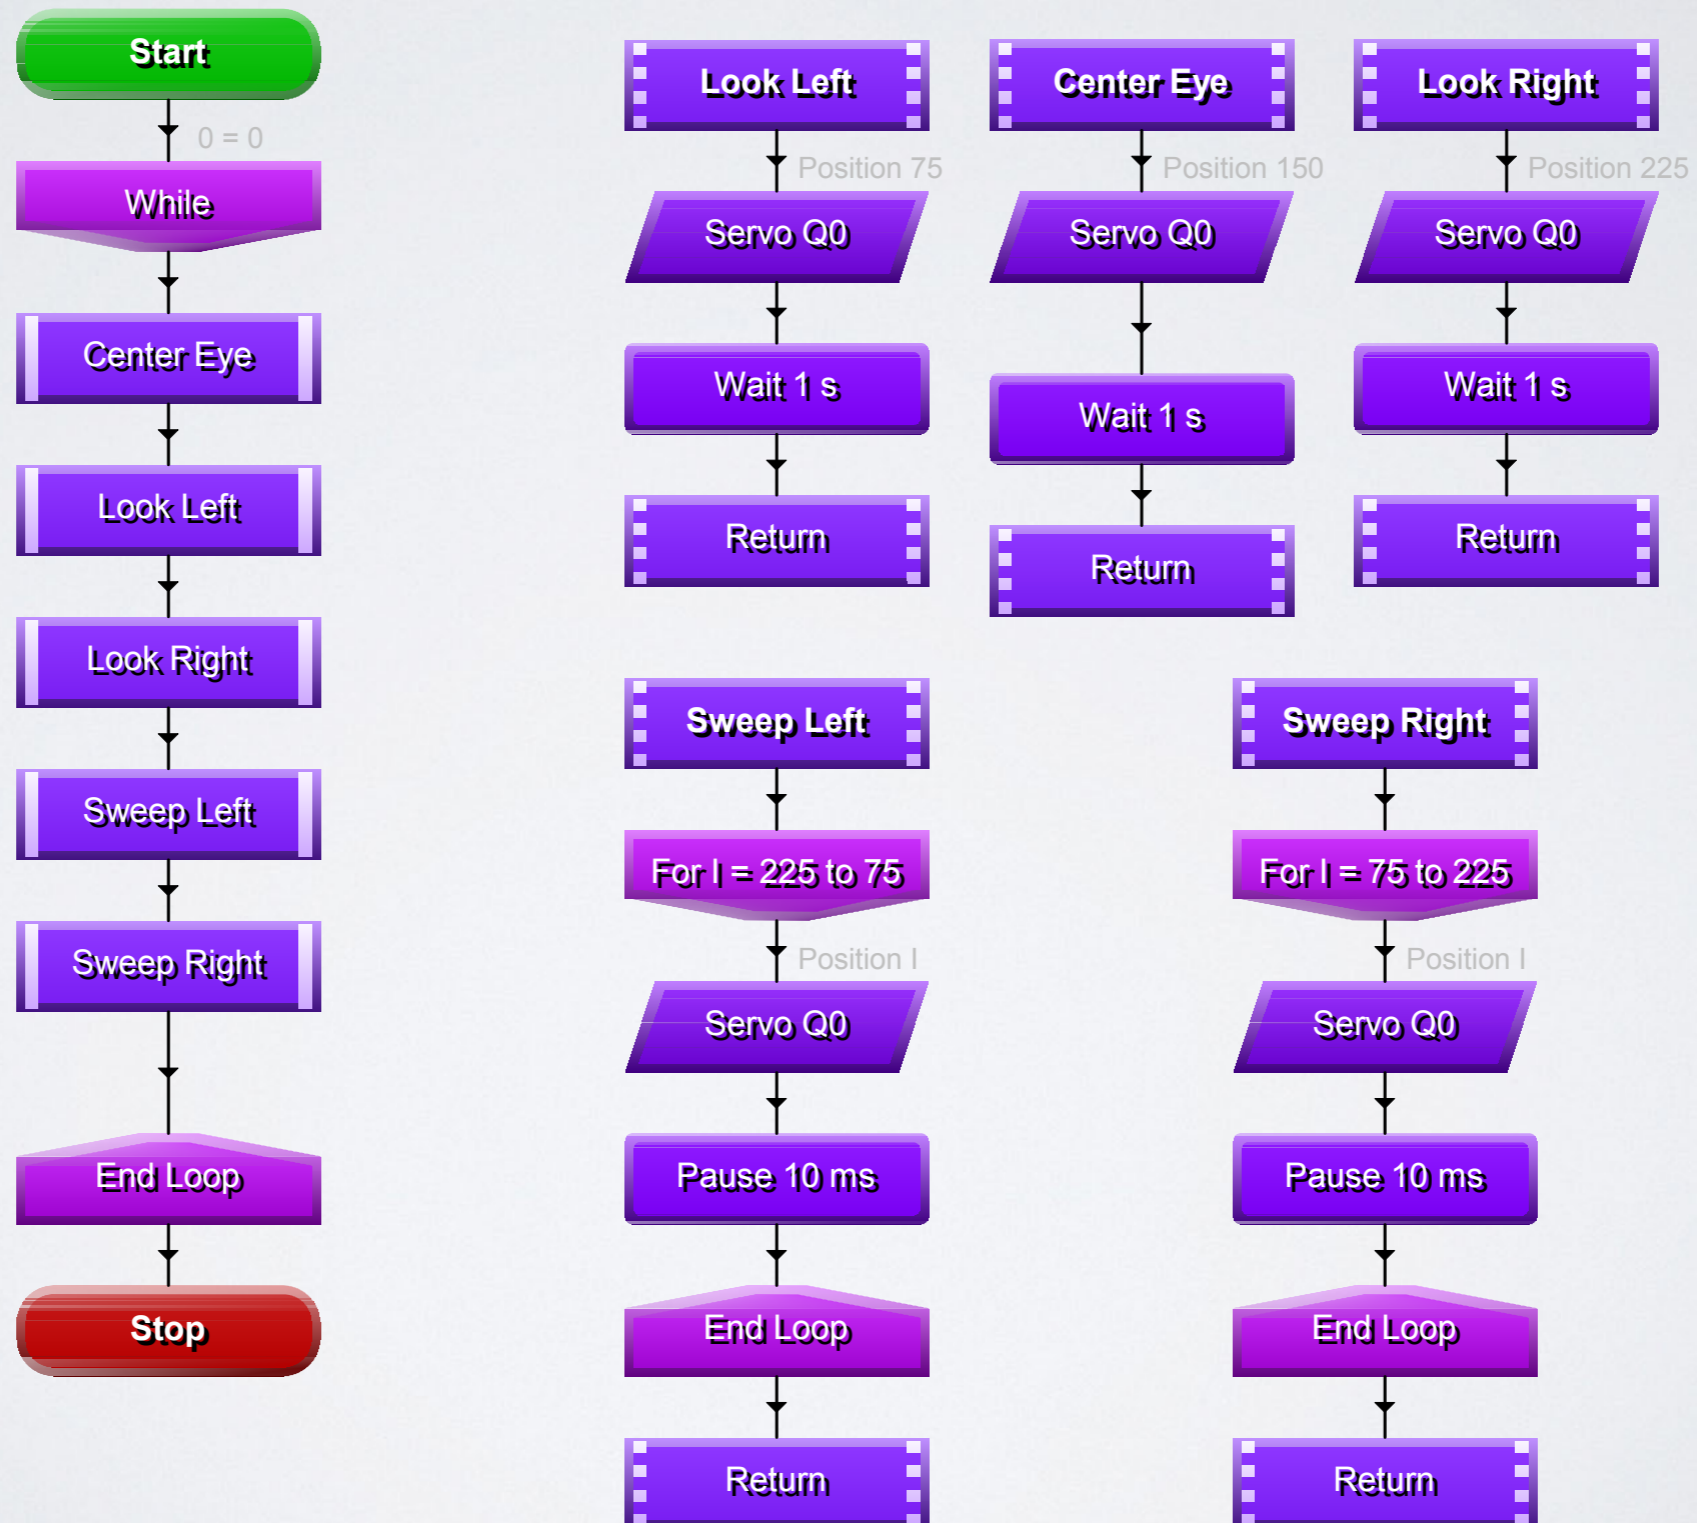 Start
0 = 0
While
Center Eye
Look Left
Look Right
Sweep Left
Sweep Right
End Loop
Stop
Look Left
Position 75
Servo Q0
Wait 1 s
Return
Center Eye
Position 150
Servo Q0
Wait 1 s
Return
Look Right
Position 225
Servo Q0
Wait 1 s
Return
Sweep Left
For I = 225 to 75
Position I
Servo Q0
Pause 10 ms
End Loop
Return
Sweep Right
For I = 75 to 225
Position I
Servo Q0
Pause 10 ms
End Loop
Return